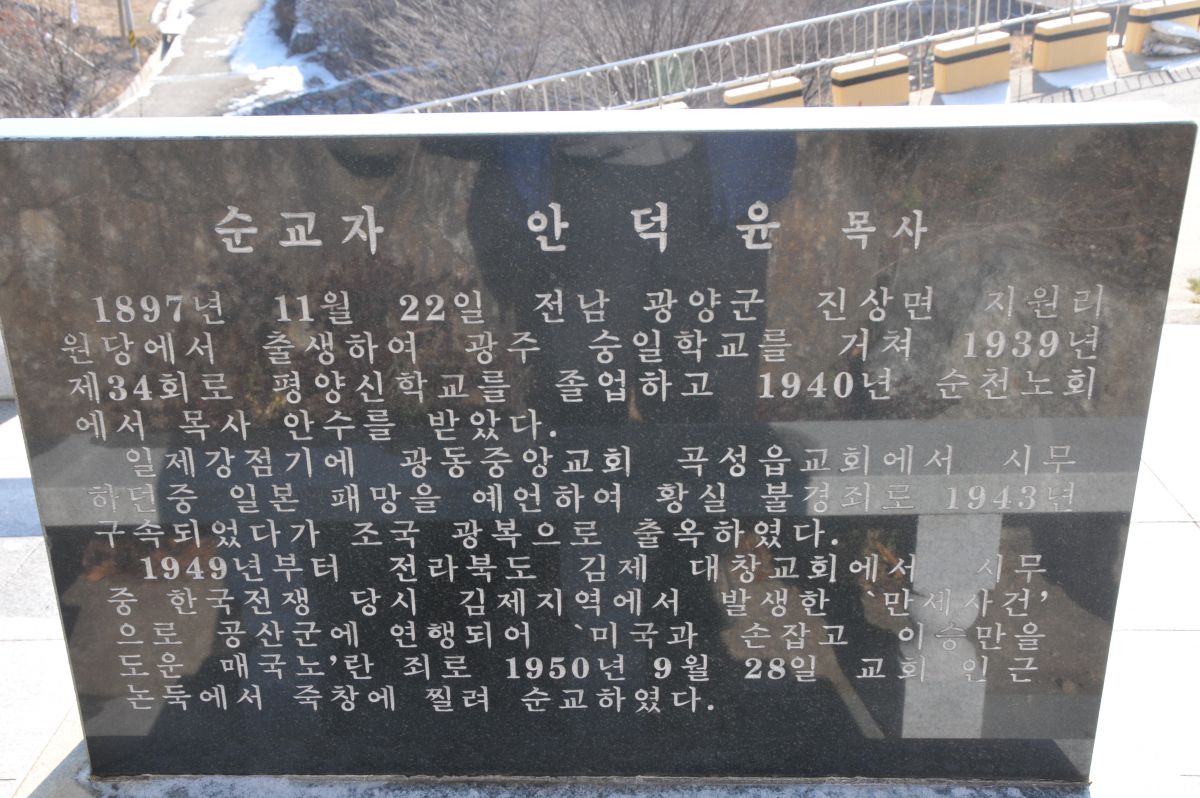 순교자 안 덕 윤 목사
1897년 11월 22일 전남 광양군 진상면 지원리
원당에서 출생하여 광주 숭일학교를 거쳐 1939년
제34회로 평양신학교를 졸업하고 1940년 순천노회
에서 목사 안수를 받았다.
일제강점기에 광동중앙교회 곡성읍교회에서 시무
하던중 일본 패망을 예언하여 황실 불경죄로 1943년
구속되었다가 조국 광복으로 출옥하였다.
1949년부터 전라북도 김제 대창교회에서 시무
중 한국전쟁 당시 김제지역에서 발생한 `만세사건'
으로 공산군에 연행되어 `미국과 손잡고 이승만을
도운 매국노'란 죄로 1950년 9월 28일 교회 인근
논둑에서 죽창에 찔려 순교하였다.